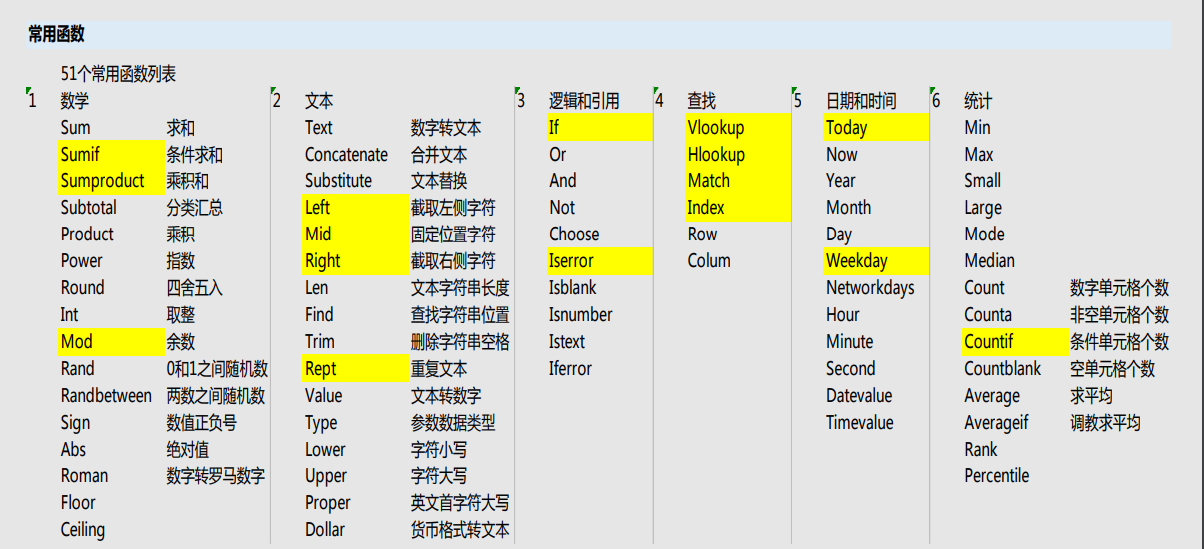 常用函数
51个常用函数列表
1 数学 2 文本 3 逻辑和引用 4 查找 5 日期和时间 6 统计
Sum 求和 Text 数字转文本 If Vlookup Today Min
Sumif 条件求和 Concatenate 合并文本 Or Hlookup Now Max
Sumproduct 乘积和 Substitute 文本替换 And Match Year Small
Subtotal 分类汇总 Left 截取左侧字符 Not Index Month Large
Product 乘积 Mid 固定位置字符 Choose Row Day Mode
Power 指数 Right 截取右侧字符 Iserror Colum Weekday Median
Round 四舍五入 Len 文本字符串长度 Isblank Networkdays Count 数字单元格个数
Int 取整 Find 查找字符串位置 Isnumber Hour Counta 非空单元格个数
Mod 余数 Trim 删除字符串空格 Istext Minute Countif 条件单元格个数
Rand 0和1之间随机数 Rept 重复文本 Iferror Second Countblank 空单元格个数
Randbetween 两数之间随机数 Value 文本转数字 Datevalue Average 求平均
Sign 数值正负号 Type 参数数据类型 Timevalue Averageif 调教求平均
Abs 绝对值 Lower 字符小写 Rank
Roman 数字转罗马数字 Upper 字符大写 Percentile
Floor Proper 英文首字符大写
Ceiling Dollar 货币格式转文本